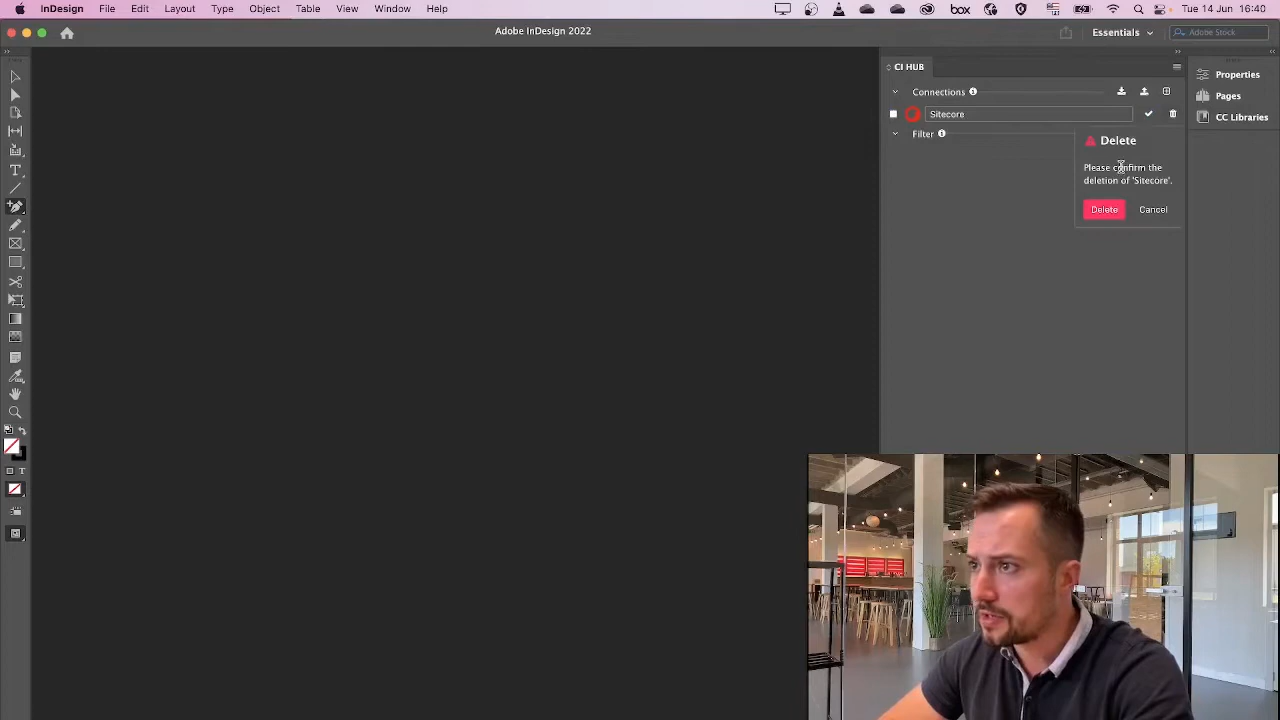 InDesign File Edit Layout Type Object Table View Window Help
box
Tue 14 Jun 16:40
Adobe InDesign 2022
Essentials
Adobe Stock
CI HUB
Properties
Connections
Pages
Sitecore
CC Libraries
Filter
Delete
Please confirm the
deletion of 'Sitecore'.
Delete Cancel
T
T